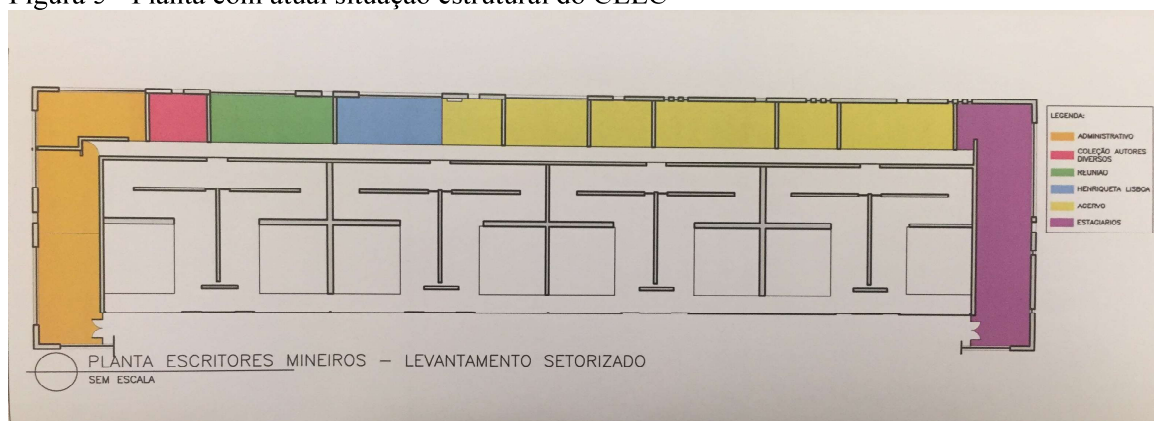 Figura 5 - Planta com atual situação estrutural do CELC
LEGENDA:
ADMINISTRATIVO
COLEÇÃO AUTORES
DIVERSOS
REUNIÃO
HENRIQUETA LISBOA
ACERVO
ESTAGIÁRIOS
PLANTA ESCRITORES MINEIROS – LEVANTAMENTO SETORIZADO
SEM ESCALA